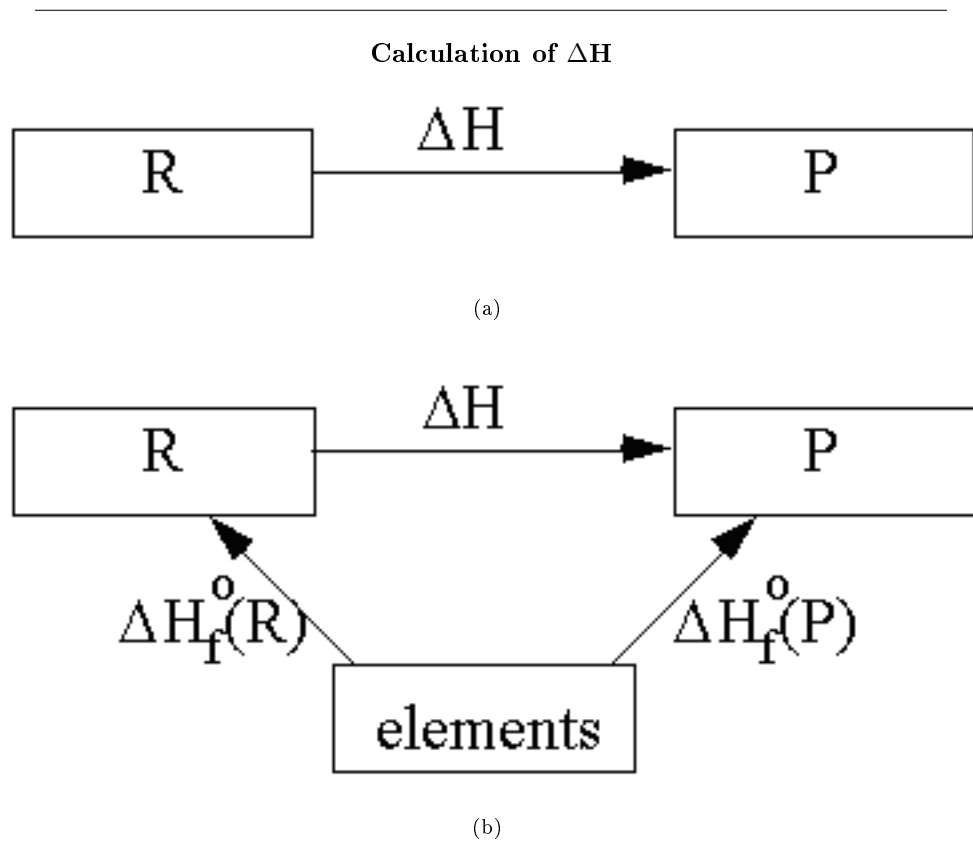 Calculation of ΔH
ΔH
R P
(a)
ΔH
R P
ΔH°f(R) ΔH°f(P)
elements
(b)